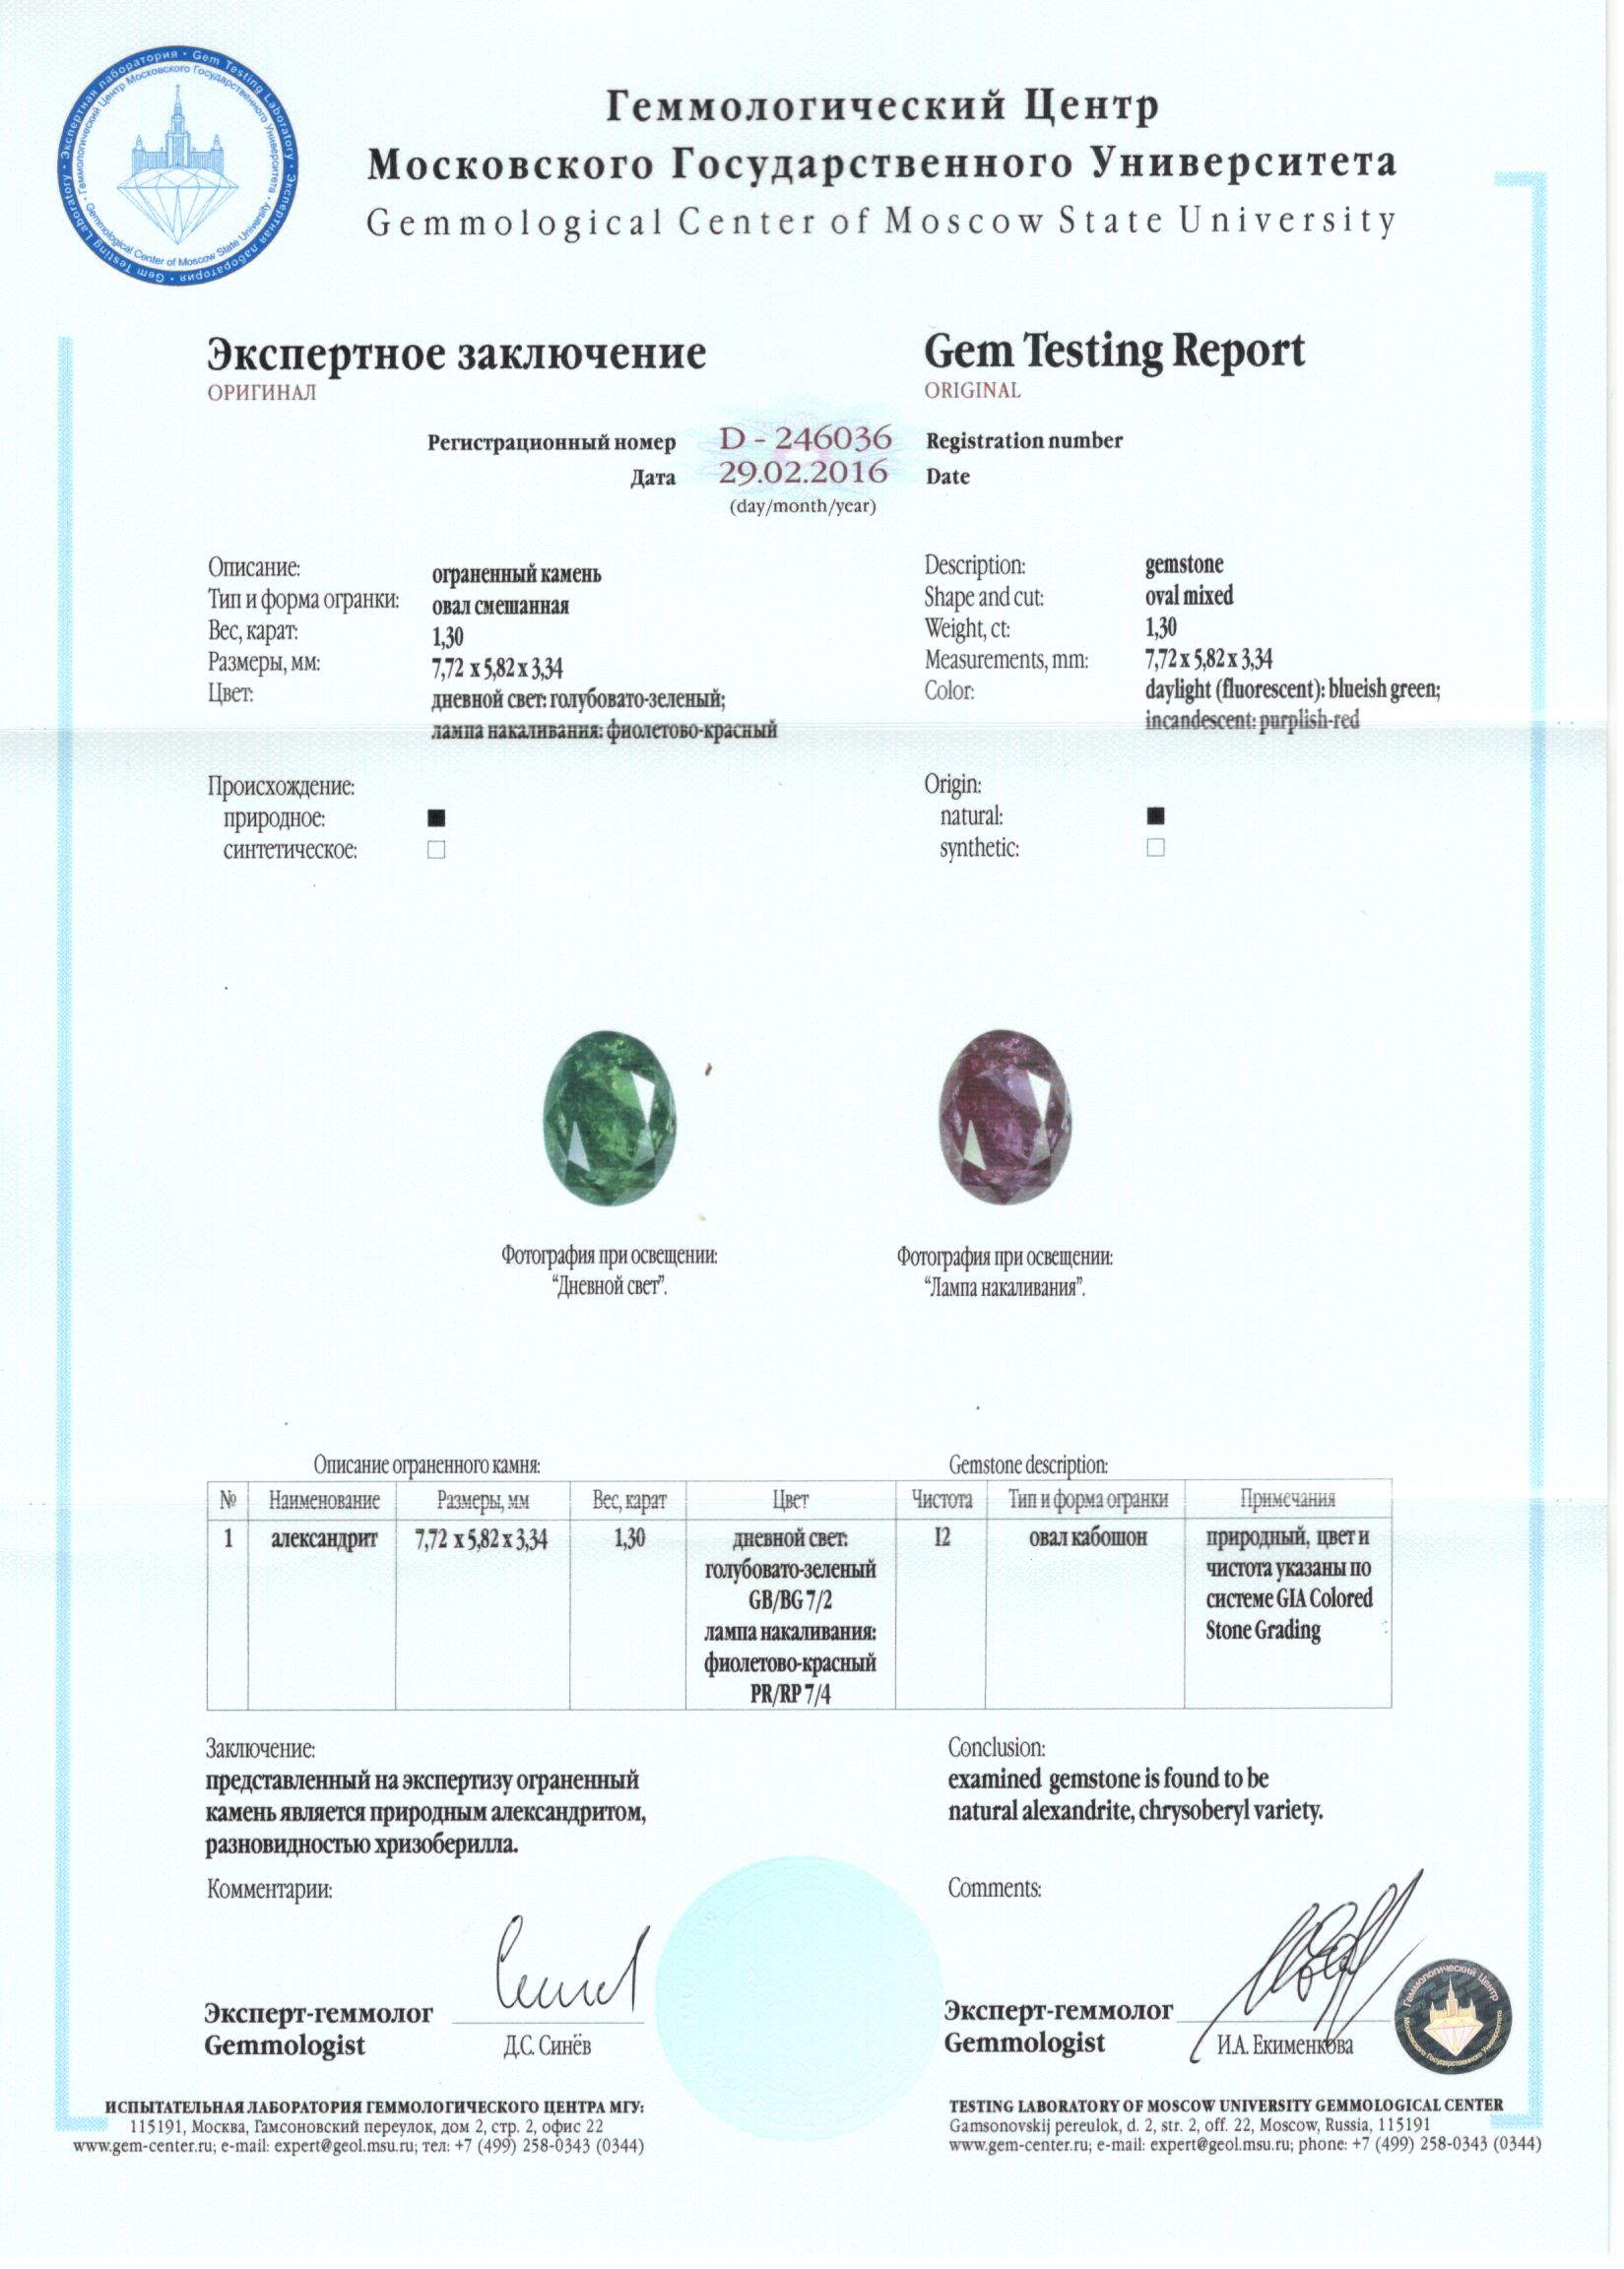 Экспертная лаборатория • Gem Testing Laboratory • Экспертная лаборатория • Gem Testing Laboratory •
Геммологический Центр Московского Государственного Университета • Gemmological Center of Moscow State University •
Геммологический Центр
Московского Государственного Университета
Gemmological Center of Moscow State University
Экспертное заключение
ОРИГИНАЛ
Gem Testing Report
ORIGINAL
Регистрационный номер D - 246036 Registration number
Дата 29.02.2016 Date
(day/month/year)
Описание: ограненный камень
Тип и форма огранки: овал смешанная
Вес, карат: 1,30
Размеры, мм: 7,72 x 5,82 x 3,34
Цвет: дневной свет: голубовато-зеленый;
лампа накаливания: фиолетово-красный
Description: gemstone
Shape and cut: oval mixed
Weight, ct: 1,30
Measurements, mm: 7,72 x 5,82 x 3,34
Color: daylight (fluorescent): blueish green;
incandescent: purplish-red
Происхождение:
природное: ■
синтетическое: □
Origin:
natural: ■
synthetic: □
Фотография при освещении:
“Дневной свет”.
Фотография при освещении:
“Лампа накаливания”.
Описание ограненного камня: Gemstone description:
№ Наименование Размеры, мм Вес, карат Цвет Чистота Тип и форма огранки Примечания
1 александрит 7,72 x 5,82 x 3,34 1,30 дневной свет: I2 овал кабошон природный, цвет и
голубовато-зеленый чистота указаны по
GB/BG 7/2 системе GIA Colored
лампа накаливания: Stone Grading
фиолетово-красный
PR/RP 7/4
Заключение:
представленный на экспертизу ограненный
камень является природным александритом,
разновидностью хризоберилла.
Комментарии:
Conclusion:
examined gemstone is found to be
natural alexandrite, chrysoberyl variety.
Comments:
Эксперт-геммолог
Gemmologist Д.С. Синёв
Эксперт-геммолог
Gemmologist И.А. Екименкова
Геммологический Центр
Московского Государственного Университета
ИСПЫТАТЕЛЬНАЯ ЛАБОРАТОРИЯ ГЕММОЛОГИЧЕСКОГО ЦЕНТРА МГУ:
115191, Москва, Гамсоновский переулок, дом 2, стр. 2, офис 22
www.gem-center.ru; e-mail: expert@geol.msu.ru; тел: +7 (499) 258-0343 (0344)
TESTING LABORATORY OF MOSCOW UNIVERSITY GEMMOLOGICAL CENTER
Gamsonovskij pereulok, d. 2, str. 2, off. 22, Moscow, Russia, 115191
www.gem-center.ru; e-mail: expert@geol.msu.ru; phone: +7 (499) 258-0343 (0344)